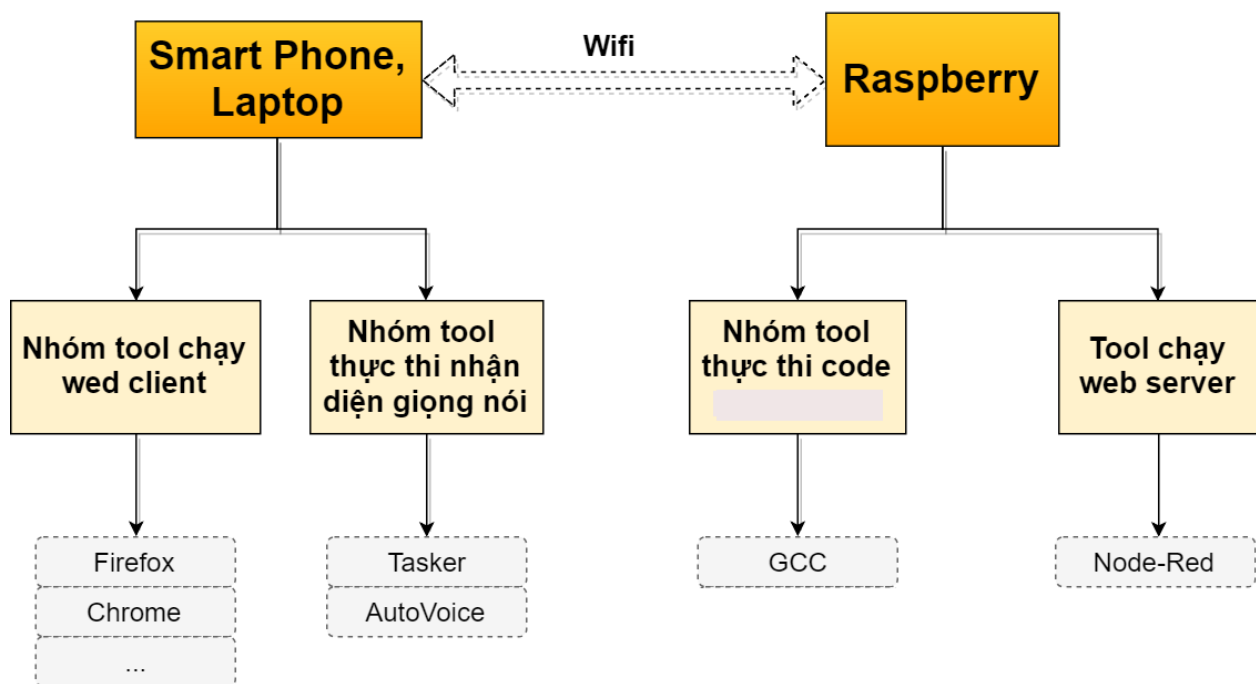 Smart Phone,
Laptop
Wifi
Raspberry
Nhóm tool chạy
wed client
Nhóm tool
thực thi nhận
diện giọng nói
Nhóm tool
thực thi code
Tool chạy
web server
Firefox
Chrome
...
Tasker
AutoVoice
GCC
Node-Red